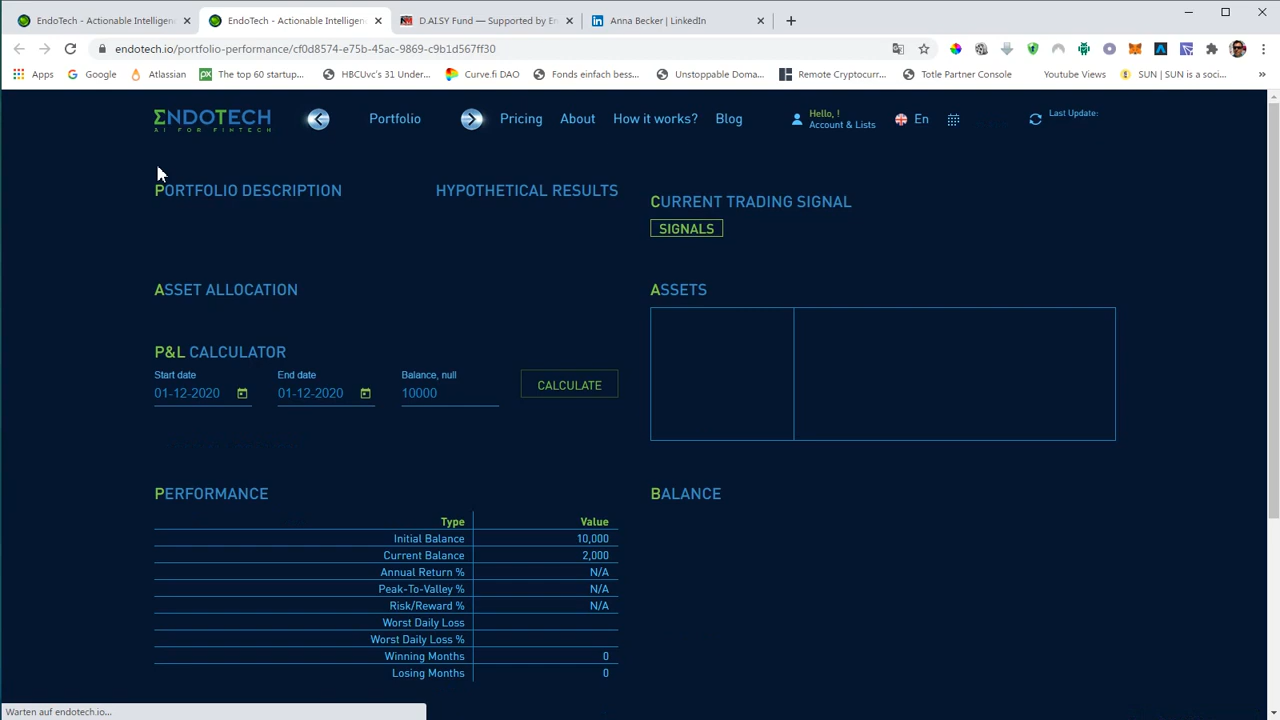 EndoTech - Actionable Intelligenc
EndoTech - Actionable Intelligenc
D.AI.SY Fund — Supported by En
Anna Becker | LinkedIn
endotech.io/portfolio-performance/cf0d8574-e75b-45ac-9869-c9b1d567ff30
Apps
Google
Atlassian
The top 60 startup...
HBCUvc's 31 Under...
Curve.fi DAO
Fonds einfach bess...
Unstoppable Doma...
Remote Cryptocurr...
Totle Partner Console
Youtube Views
SUN | SUN is a soci...
»
ΣNDOTECH
AI FOR FINTECH
Portfolio
Pricing
About
How it works?
Blog
Hello, !
Account & Lists
En
Last Update:
PORTFOLIO DESCRIPTION
HYPOTHETICAL RESULTS
CURRENT TRADING SIGNAL
SIGNALS
ASSET ALLOCATION
ASSETS
P&L CALCULATOR
Start date
End date
Balance, null
01-12-2020
01-12-2020
10000
CALCULATE
PERFORMANCE
BALANCE
Type Value
Initial Balance 10,000
Current Balance 2,000
Annual Return % N/A
Peak-To-Valley % N/A
Risk/Reward % N/A
Worst Daily Loss
Worst Daily Loss %
Winning Months 0
Losing Months 0
Warten auf endotech.io...